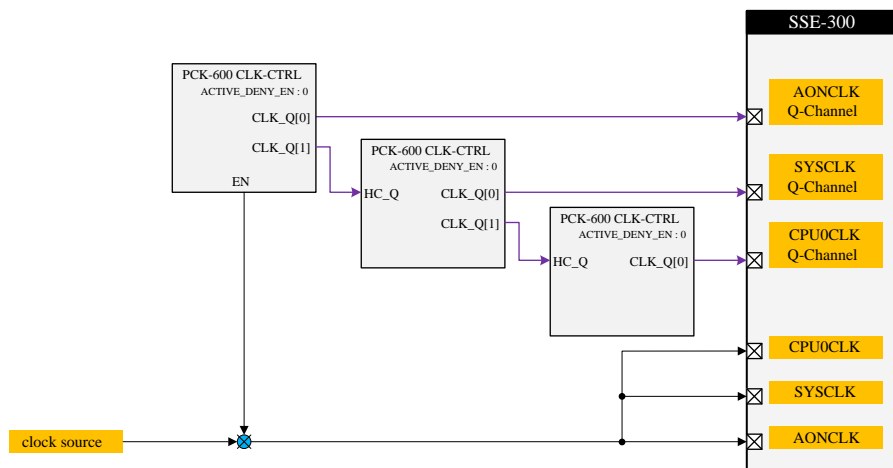 SSE-300
PCK-600 CLK-CTRL
ACTIVE_DENY_EN : 0
CLK_Q[0]
CLK_Q[1]
EN
PCK-600 CLK-CTRL
ACTIVE_DENY_EN : 0
HC_Q
CLK_Q[0]
CLK_Q[1]
PCK-600 CLK-CTRL
ACTIVE_DENY_EN : 0
HC_Q
CLK_Q[0]
AONCLK
Q-Channel
SYSCLK
Q-Channel
CPU0CLK
Q-Channel
CPU0CLK
SYSCLK
AONCLK
clock source